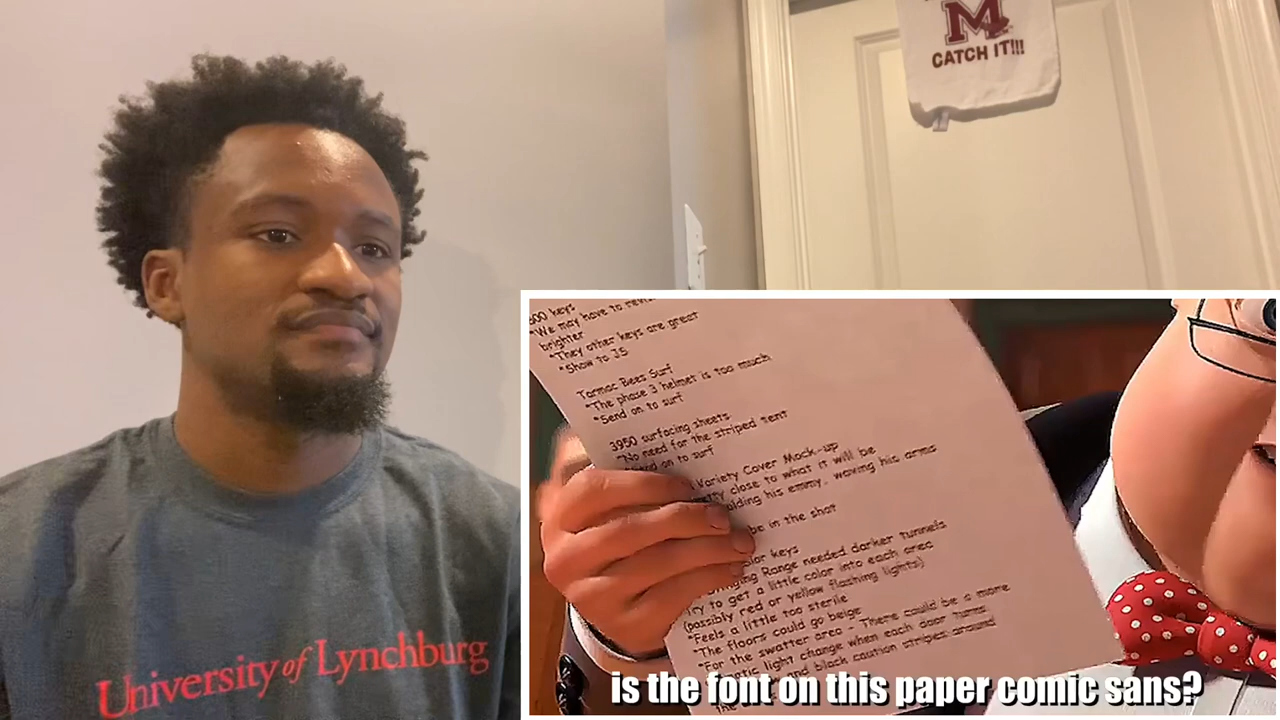 M
CATCH IT!!!
University of Lynchburg
keys
"We may have to
brighter
"They other keys are great
"Show to JS
Tarmac Bees Surf
"The phase 3 helmet is too much
"Send on to surf
3950 surfacing sheets
"No need for the striped tent
on to surf
Variety Cover Mock-up
close to what it will be
his emmy, waving his arms
be in the shot
keys
Range needed darker tunnels
Try to get a little color into each area
(possibly red or yellow flashing lights)
"Feels a little too sterile
"The floors could go beige
"For the swatter area - There could be a more
light change when each door turns
and black caution stripes around
is the font on this paper comic sans?